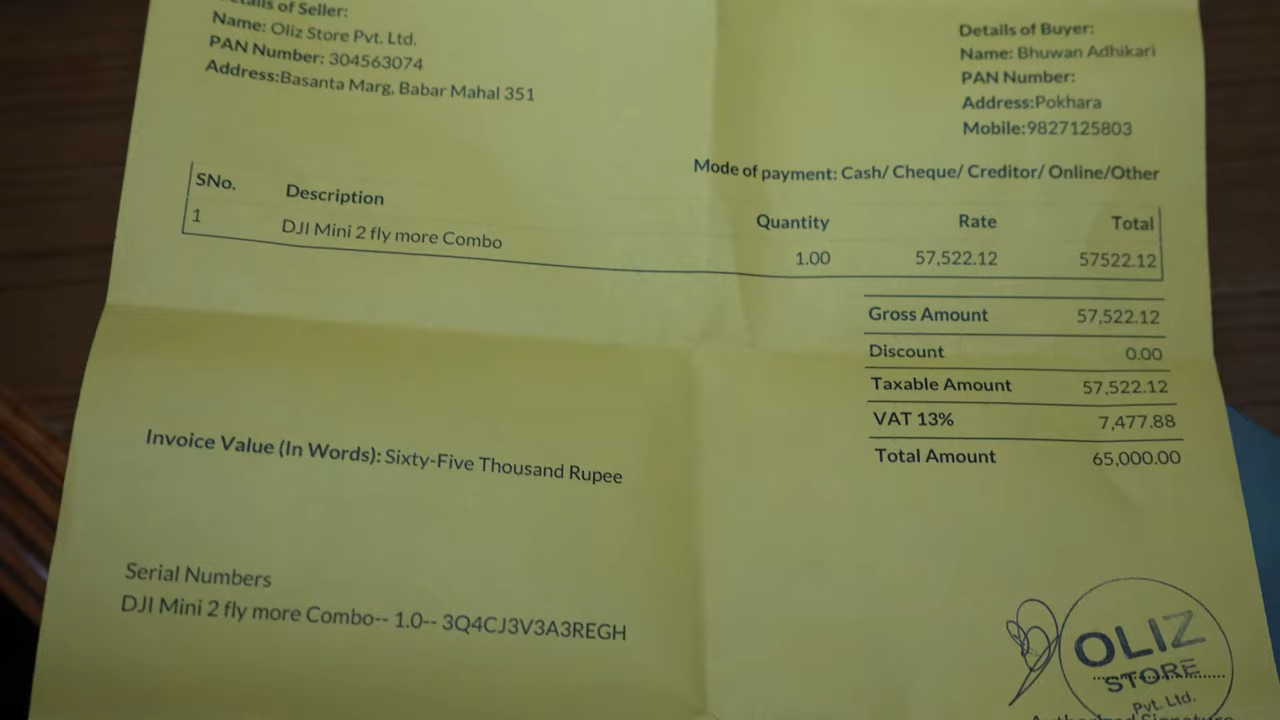 Details of Seller:
Name: Oliz Store Pvt. Ltd.
PAN Number: 304563074
Address:Basanta Marg, Babar Mahal 351
Details of Buyer:
Name: Bhuwan Adhikari
PAN Number:
Address:Pokhara
Mobile:9827125803
Mode of payment: Cash/ Cheque/ Creditor/ Online/Other
SNo. Description Quantity Rate Total
1 DJI Mini 2 fly more Combo 1.00 57,522.12 57522.12
Gross Amount 57,522.12
Discount 0.00
Taxable Amount 57,522.12
VAT 13% 7,477.88
Total Amount 65,000.00
Invoice Value (In Words): Sixty-Five Thousand Rupee
Serial Numbers
DJI Mini 2 fly more Combo-- 1.0-- 3Q4CJ3V3A3REGH
OLIZ
STORE
Pvt. Ltd.
Authorized Signature